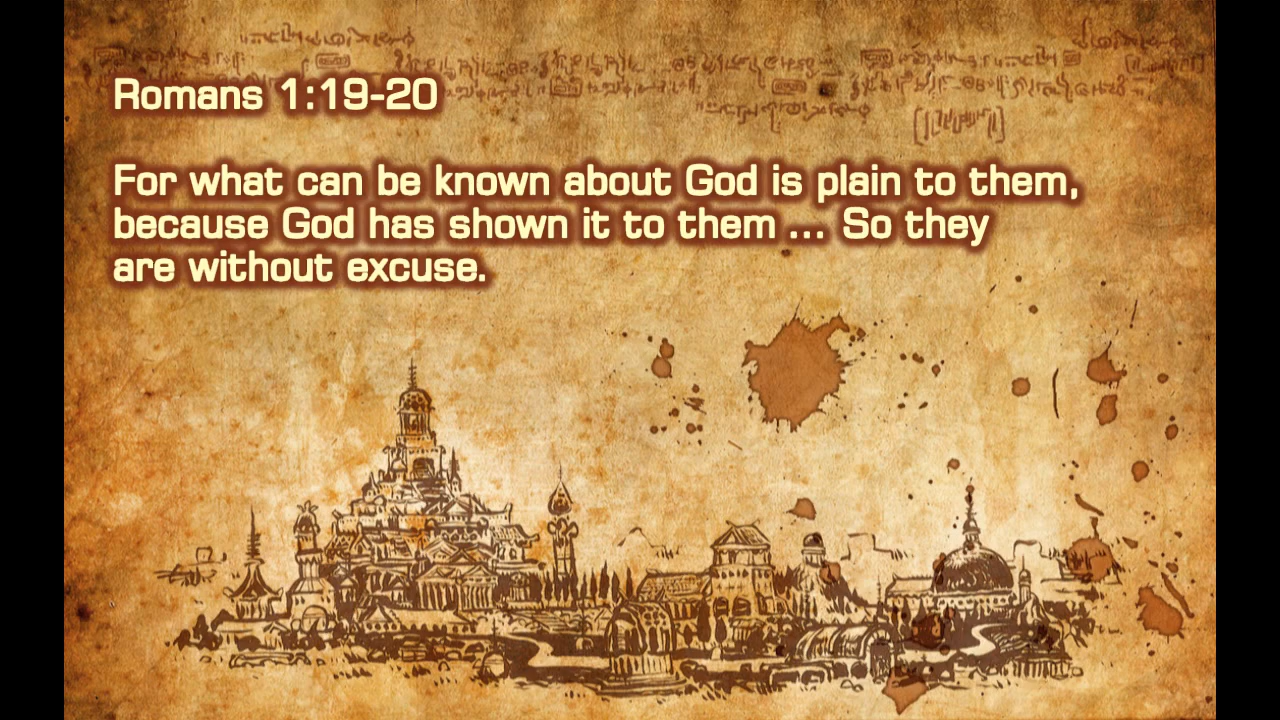 Romans 1:19-20
For what can be known about God is plain to them,
because God has shown it to them ... So they
are without excuse.